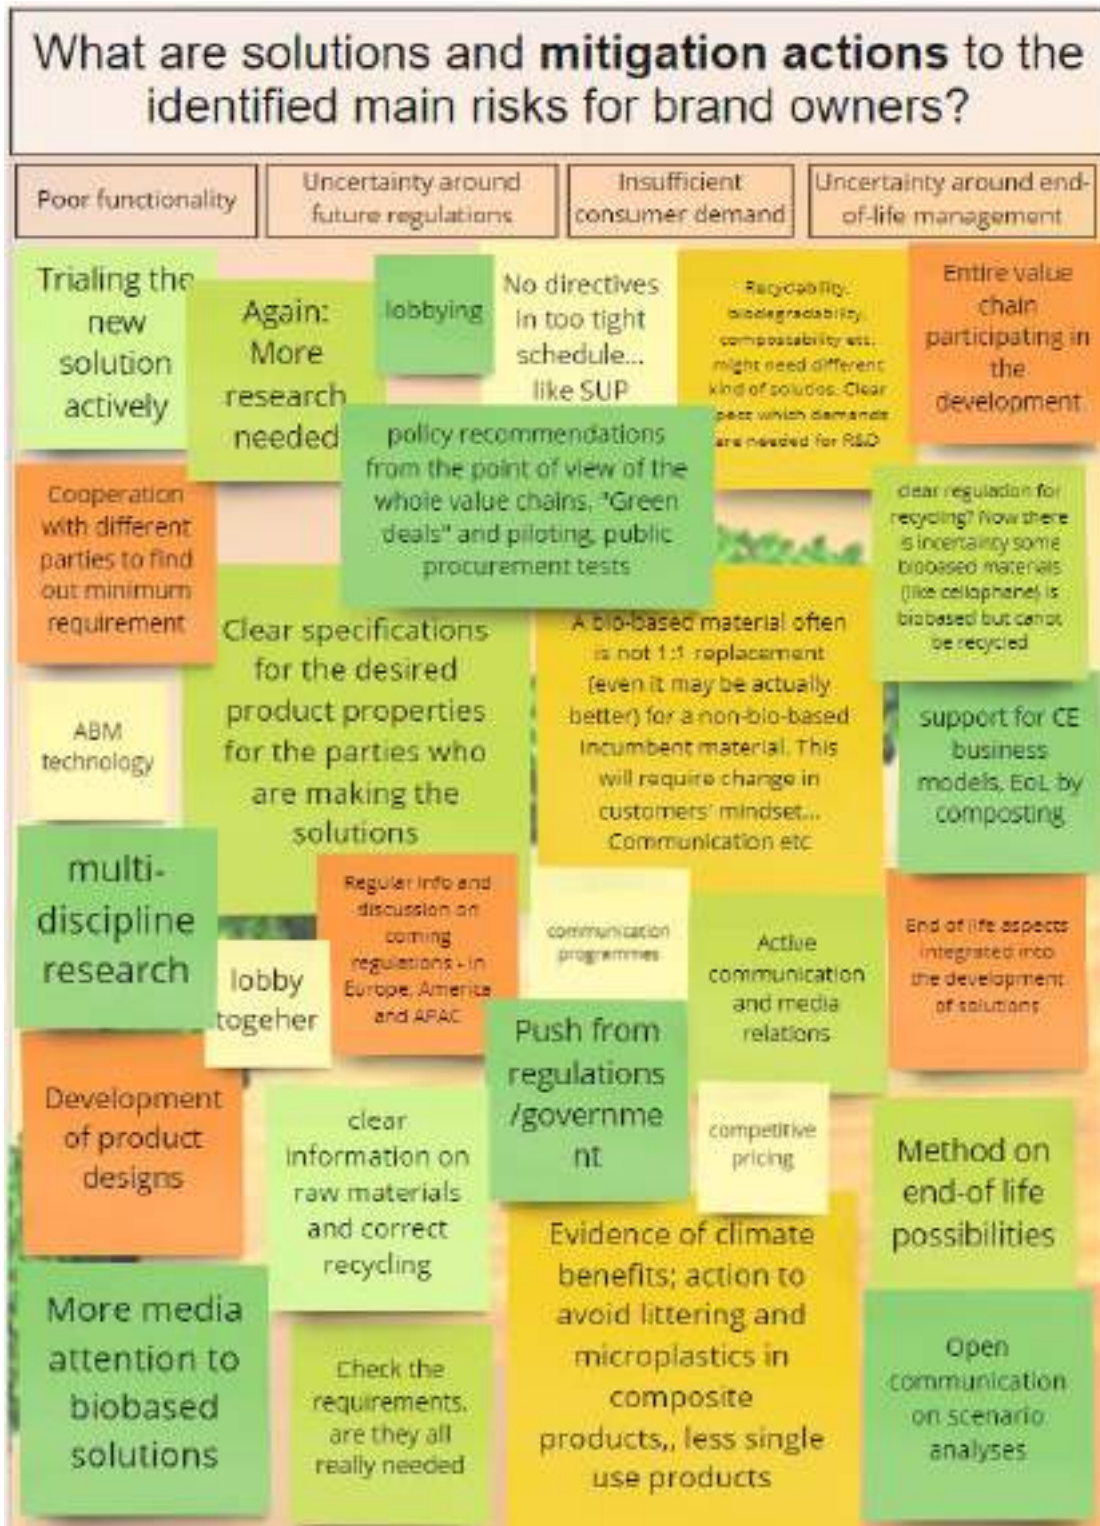 What are solutions and mitigation actions to the
identified main risks for brand owners?
Poor functionality
Uncertainty around
future regulations
Insufficient
consumer demand
Uncertainty around end-
of-life management
Trialing the
new
solution
actively
Again:
More
research
needed
lobbying
No directives
in too tight
schedule...
like SUP
Recyclability,
biodegradability,
compostability etc.
might need different
kind of solutios. Clear
which demands
are needed for R&D
Entire value
chain
participating in
the
development
policy recommendations
from the point of view of the
whole value chains, "Green
deals" and piloting, public
procurement tests
Cooperation
with different
parties to find
out minimum
requirement
clear regulation for
recycling? Now there
is incertainty some
biobased materials
(like cellophane) is
biobased but canot
be recycled
Clear specifications
for the desired
product properties
for the parties who
are making the
solutions
A bio-based material often
is not 1:1 replacement
(even it may be actually
better) for a non-bio-based
incumbent material. This
will require change in
customers' mindset...
Communication etc
ABM
technology
support for CE
business
models, EoL by
composting
multi-
discipline
research
Regular info and
discussion on
coming
regulations - in
Europe, America
and APAC
communication
programmes
Active
communication
and media
relations
End of life aspects
integrated into
the development
of solutions
lobby
togeher
Push from
regulations
/governme
nt
Development
of product
designs
clear
information on
raw materials
and correct
recycling
competitive
pricing
Method on
end-of life
possibilities
Evidence of climate
benefits; action to
avoid littering and
microplastics in
composite
products,, less single
use products
More media
attention to
biobased
solutions
Check the
requirements,
are they all
really needed
Open
communication
on scenario
analyses